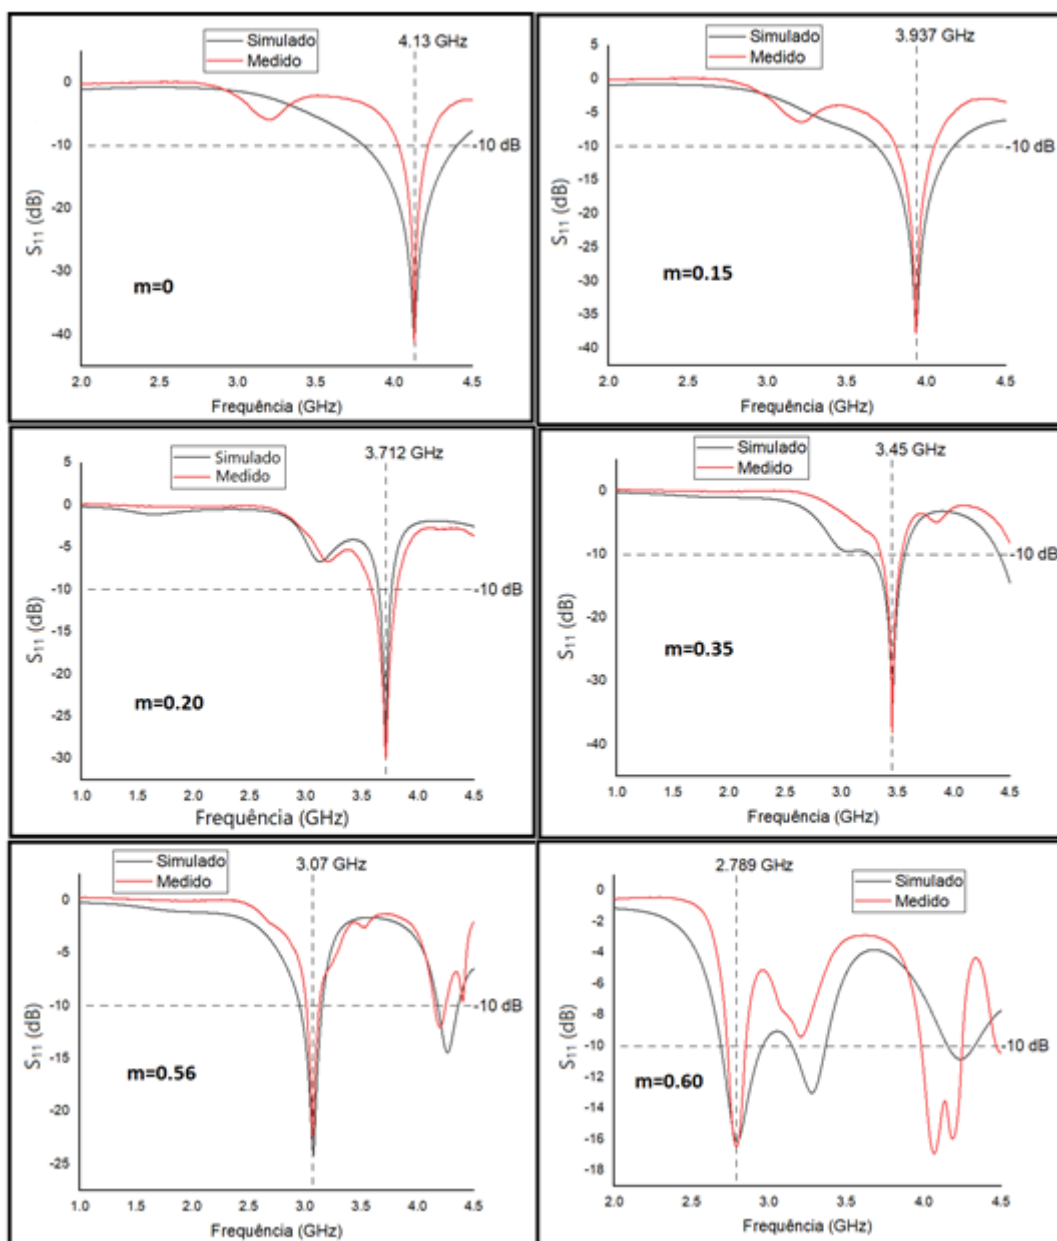 Simulado
Medido
4.13 GHz
0
-10
-20
-30
-40
-10 dB
S11 (dB)
m=0
2.0
2.5
3.0
3.5
4.0
4.5
Frequência (GHz)
Simulado
Medido
3.937 GHz
5
0
-5
-10
-15
-20
-25
-30
-35
-40
-10 dB
S11 (dB)
m=0.15
2.0
2.5
3.0
3.5
4.0
4.5
Frequência (GHz)
Simulado
Medido
3.712 GHz
5
0
-5
-10
-15
-20
-25
-30
-10 dB
S11 (dB)
m=0.20
1.0
1.5
2.0
2.5
3.0
3.5
4.0
4.5
Frequência (GHz)
Simulado
Medido
3.45 GHz
0
-10
-20
-30
-40
-10 dB
S11 (dB)
m=0.35
1.0
1.5
2.0
2.5
3.0
3.5
4.0
4.5
Frequência (GHz)
Simulado
Medido
3.07 GHz
0
-5
-10
-15
-20
-25
-10 dB
S11 (dB)
m=0.56
1.0
1.5
2.0
2.5
3.0
3.5
4.0
4.5
Frequência (GHz)
2.789 GHz
Simulado
Medido
0
-2
-4
-6
-8
-10
-12
-14
-16
-18
-10 dB
S11 (dB)
m=0.60
2.0
2.5
3.0
3.5
4.0
4.5
Frequência (GHz)